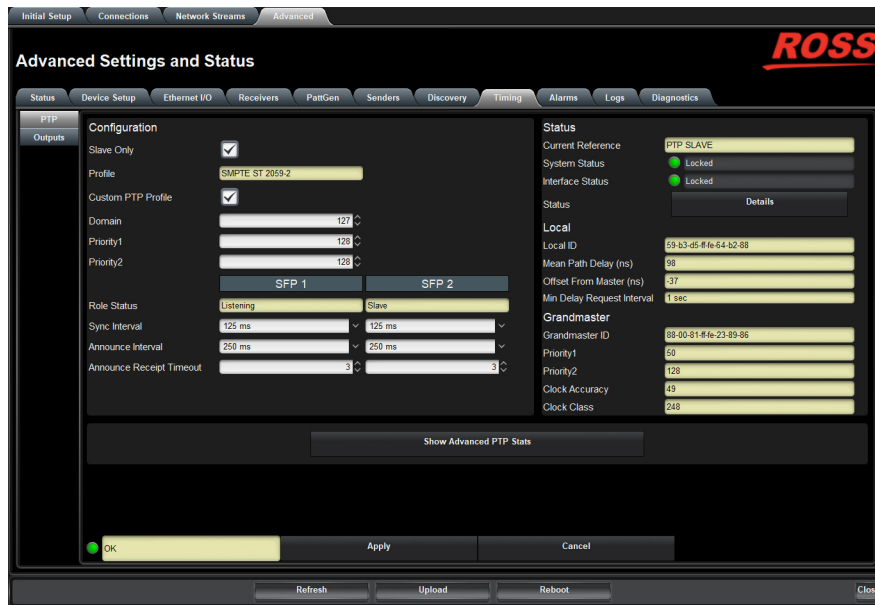 Initial Setup Connections Network Streams Advanced
ROSS
Advanced Settings and Status
Status Device Setup Ethernet I/O Receivers PattGen Senders Discovery Timing Alarms Logs Diagnostics
PTP
Outputs
Configuration
Slave Only
Profile SMPTE ST 2059-2
Custom PTP Profile
Domain 127
Priority1 128
Priority2 128
SFP 1 SFP 2
Role Status Listening Slave
Sync Interval 125 ms 125 ms
Announce Interval 250 ms 250 ms
Announce Receipt Timeout 3 3
Status
Current Reference PTP SLAVE
System Status Locked
Interface Status Locked
Status Details
Local
Local ID 59-b3-d5-ff-fe-64-b2-88
Mean Path Delay (ns) 98
Offset From Master (ns) -37
Min Delay Request Interval 1 sec
Grandmaster
Grandmaster ID 88-00-81-ff-fe-23-89-86
Priority1 50
Priority2 128
Clock Accuracy 49
Clock Class 248
Show Advanced PTP Stats
OK Apply Cancel
Refresh Upload Reboot Clos